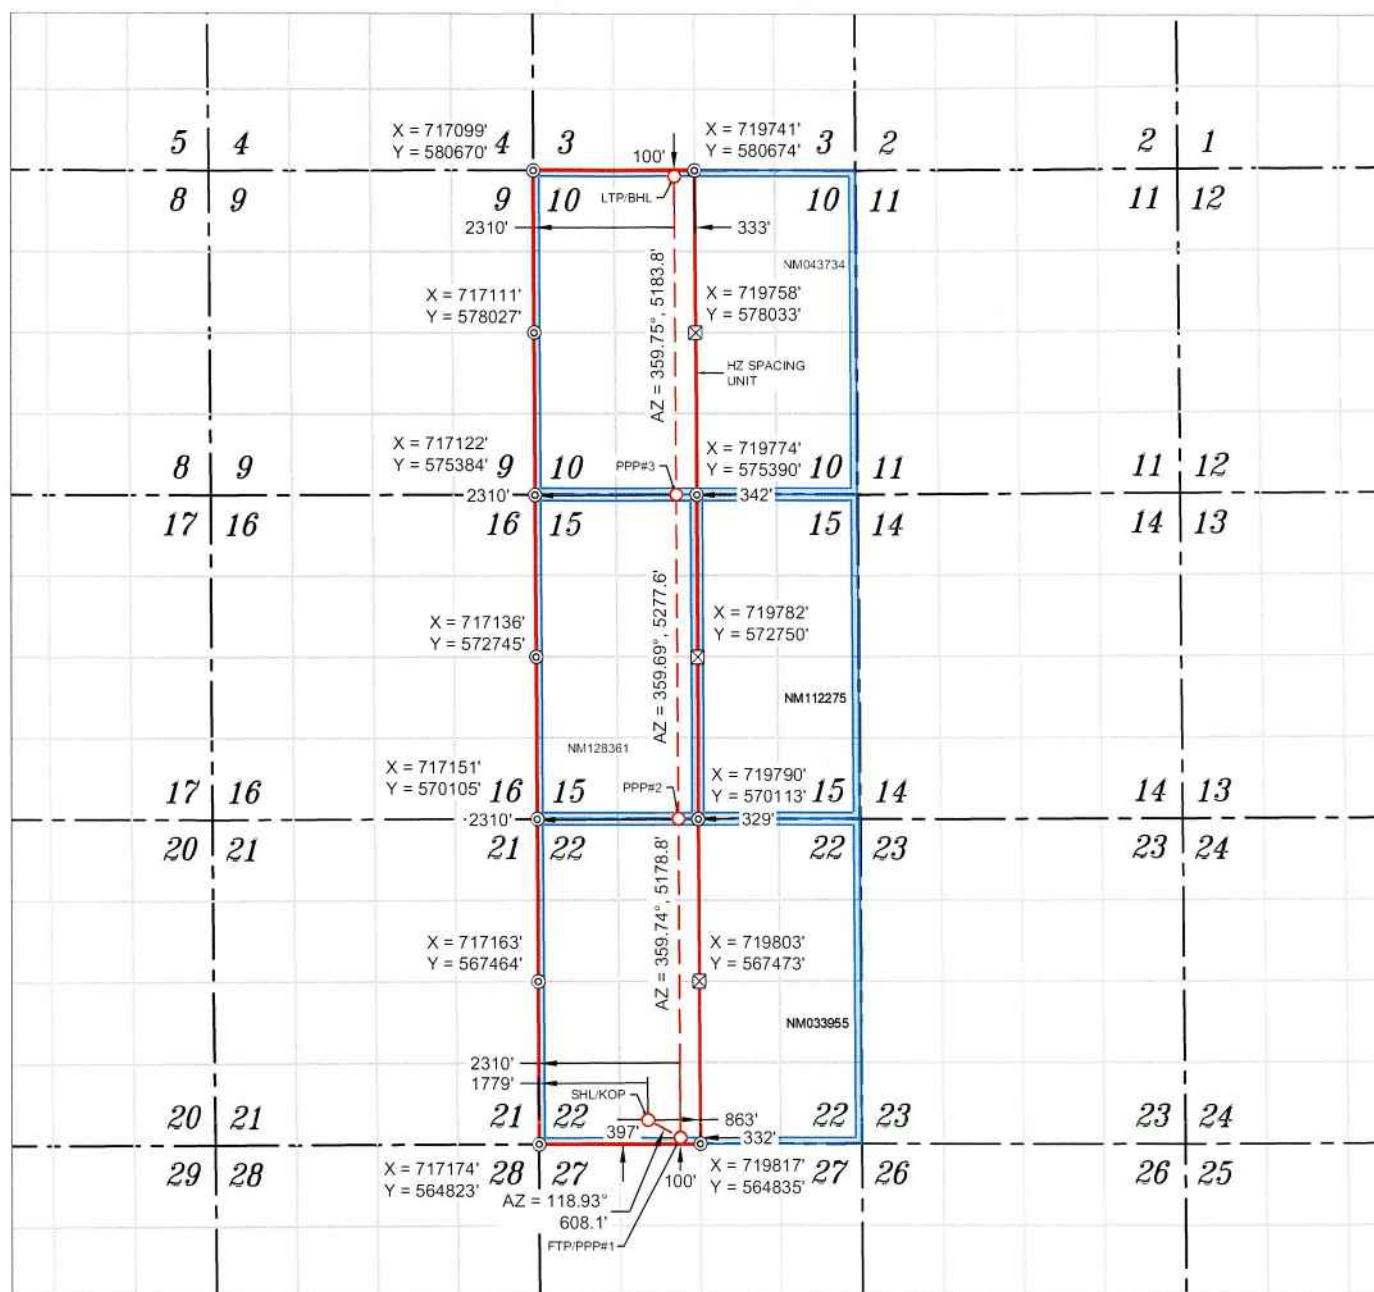 X = 717099'
Y = 580670'
X = 719741'
Y = 580674'
5 4
4 3
3 2
2 1
100'
8 9
9 10
LTP/BHL
10 11
11 12
2310'
333'
NM043734
AZ = 359.75°, 5183.8'
X = 717111'
Y = 578027'
X = 719758'
Y = 578033'
HZ SPACING
UNIT
X = 717122'
Y = 575384'
X = 719774'
Y = 575390'
8 9
9 10
PPP#3
10 11
11 12
2310'
342'
17 16
16 15
15 14
14 13
AZ = 359.69°, 5277.6'
X = 717136'
Y = 572745'
X = 719782'
Y = 572750'
NM112275
NM128361
X = 717151'
Y = 570105'
X = 719790'
Y = 570113'
17 16
16 15
PPP#2
15 14
14 13
2310'
329'
20 21
21 22
22 23
23 24
AZ = 359.74°, 5178.8'
X = 717163'
Y = 567464'
X = 719803'
Y = 567473'
NM033955
2310'
1779'
SHL/KOP
20 21
21 22
863'
22 23
23 24
397'
332'
29 28
28 27
100'
27 26
26 25
X = 717174'
Y = 564823'
X = 719817'
Y = 564835'
AZ = 118.93°
608.1'
FTP/PPP#1